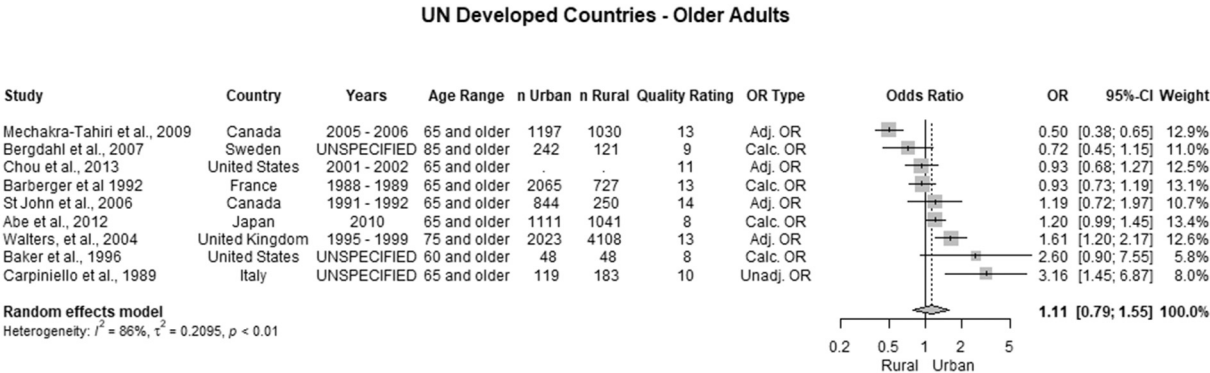 UN Developed Countries - Older Adults
Study Country Years Age Range n Urban n Rural Quality Rating OR Type Odds Ratio OR 95%-CI Weight
Mechakra-Tahiri et al., 2009 Canada 2005 - 2006 65 and older 1197 1030 13 Adj. OR 0.50 [0.38; 0.65] 12.9%
Bergdahl et al., 2007 Sweden UNSPECIFIED 85 and older 242 121 9 Calc. OR 0.72 [0.45; 1.15] 11.0%
Chou et al., 2013 United States 2001 - 2002 65 and older . . 11 Adj. OR 0.93 [0.68; 1.27] 12.5%
Barberger et al 1992 France 1988 - 1989 65 and older 2065 727 13 Calc. OR 0.93 [0.73; 1.19] 13.1%
St John et al., 2006 Canada 1991 - 1992 65 and older 844 250 14 Adj. OR 1.19 [0.72; 1.97] 10.7%
Abe et al., 2012 Japan 2010 65 and older 1111 1041 8 Calc. OR 1.20 [0.99; 1.45] 13.4%
Walters, et al., 2004 United Kingdom 1995 - 1999 75 and older 2023 4108 13 Adj. OR 1.61 [1.20; 2.17] 12.6%
Baker et al., 1996 United States UNSPECIFIED 60 and older 48 48 8 Calc. OR 2.60 [0.90; 7.55] 5.8%
Carpiniello et al., 1989 Italy UNSPECIFIED 65 and older 119 183 10 Unadj. OR 3.16 [1.45; 6.87] 8.0%
Random effects model 1.11 [0.79; 1.55] 100.0%
Heterogeneity: I² = 86%, τ² = 0.2095, p < 0.01
0.2 0.5 1 2 5
Rural Urban